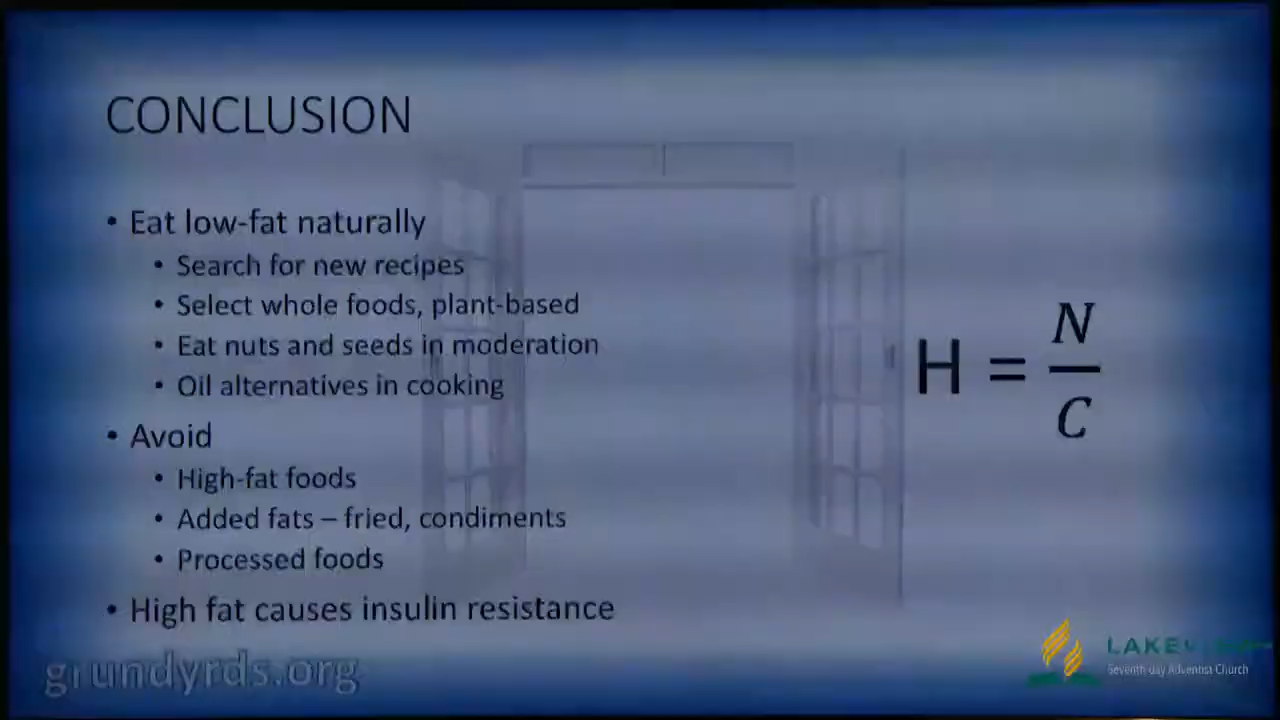 CONCLUSION
• Eat low-fat naturally
• Search for new recipes
• Select whole foods, plant-based
• Eat nuts and seeds in moderation
• Oil alternatives in cooking
• Avoid
• High-fat foods
• Added fats – fried, condiments
• Processed foods
• High fat causes insulin resistance
H = N/C
grundyrds.org
Seventh-day Adventist Church